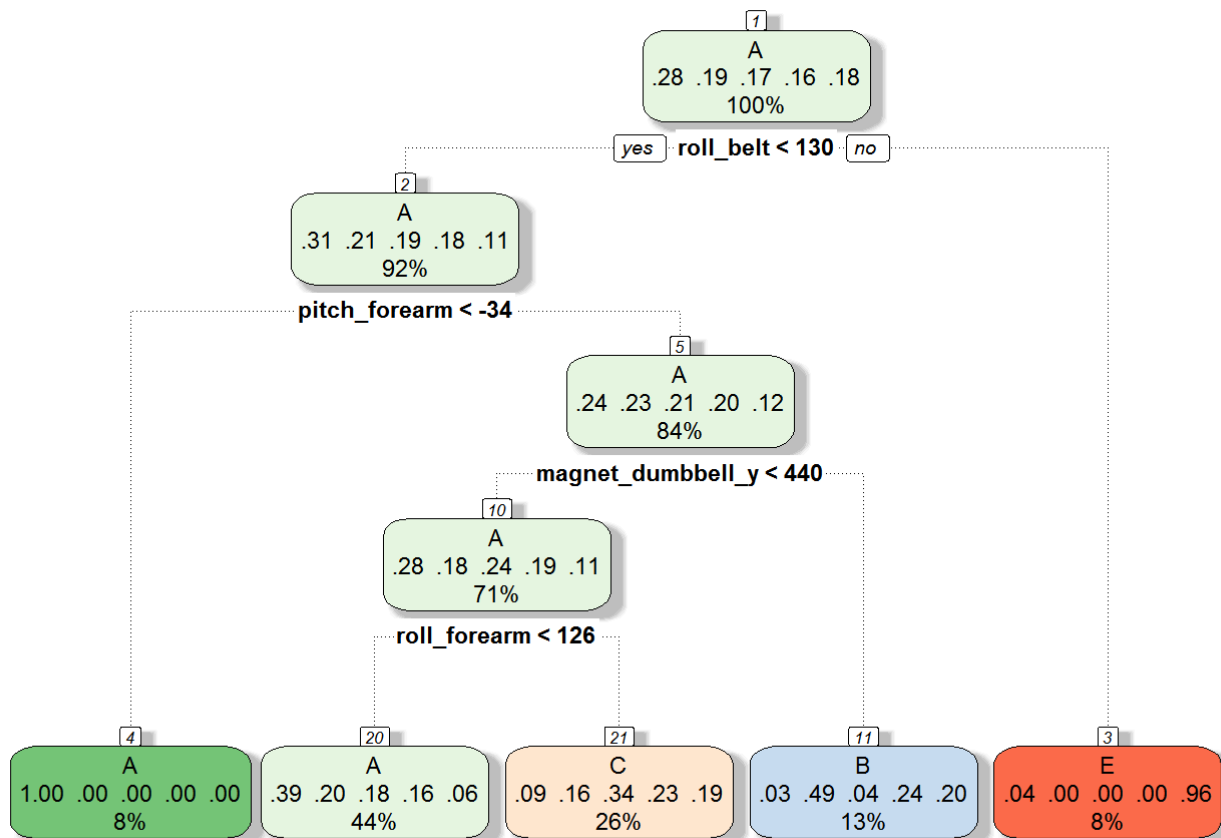 1
A
.28 .19 .17 .16 .18
100%
yes roll_belt < 130 no
2
A
.31 .21 .19 .18 .11
92%
pitch_forearm < -34
5
A
.24 .23 .21 .20 .12
84%
magnet_dumbbell_y < 440
10
A
.28 .18 .24 .19 .11
71%
roll_forearm < 126
4
A
1.00 .00 .00 .00 .00
8%
20
A
.39 .20 .18 .16 .06
44%
21
C
.09 .16 .34 .23 .19
26%
11
B
.03 .49 .04 .24 .20
13%
3
E
.04 .00 .00 .00 .96
8%